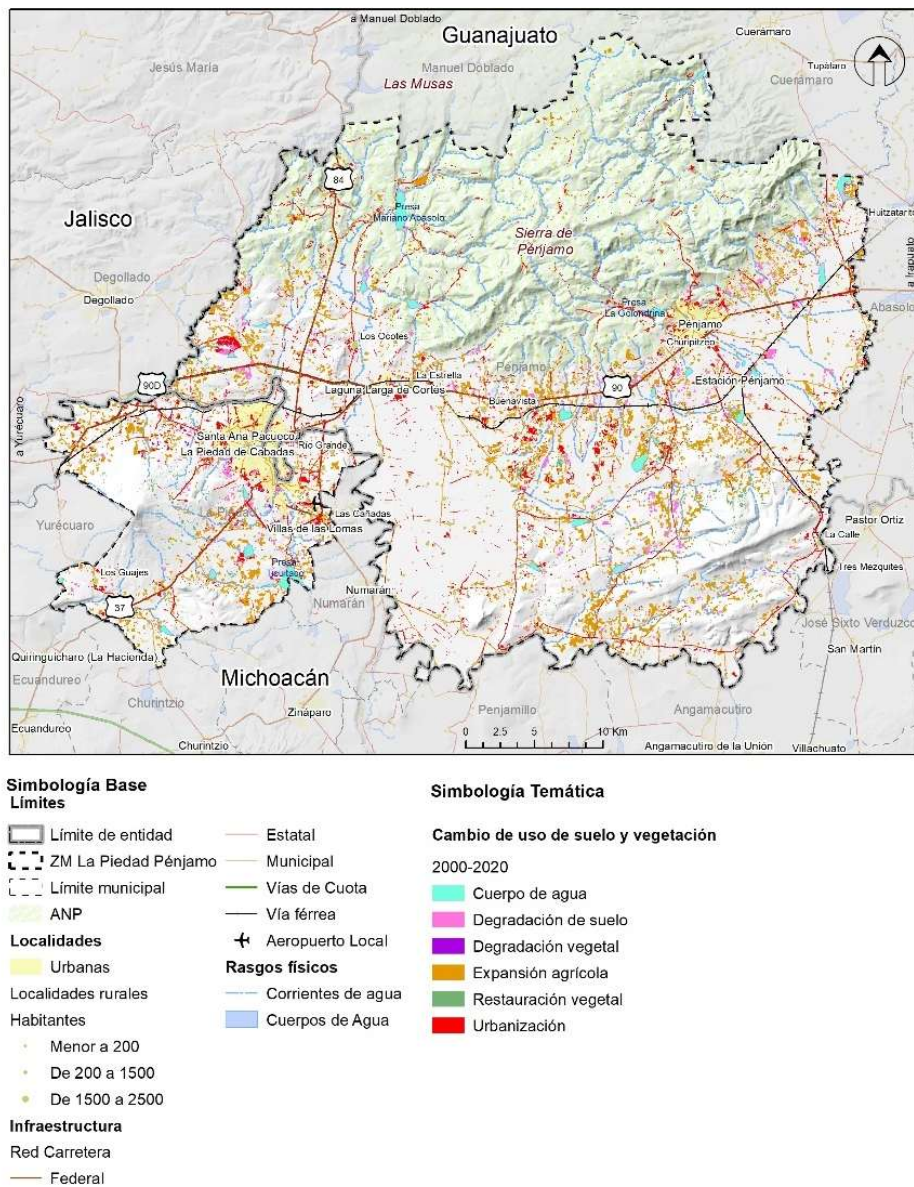 a Manuel Doblado
Guanajuato
Cuerámaro
Jesús María
Manuel Doblado
Tupátaro
Las Musas
Cuerámaro
84
Presa
Mariano Abasolo
Huitzatarito
Jalisco
Sierra de
Pénjamo
a Irapuato
Degollado
Degollado
Presa
La Golondrina
Abasolo
Pénjamo
Los Ocotes
Churipitzeo
La Estrella
Pénjamo
90D
Laguna Larga de Cortés
90
Estación Pénjamo
Buenavista
a Yurécuaro
Santa Ana Pacueco
Río Grande
La Piedad de Cabadas
Yurécuaro
La Piedad
Las Cañadas
Villas de las Lomas
Pastor Ortiz
La Calle
Los Guajes
Presa
Tres Mezquites
Numarán
Numarán
37
José Sixto Verduzco
Quiringüicharo (La Hacienda)
San Martín
Ecuandureo
Michoacán
Churintzio
Zináparo
Penjamillo
Angamacutiro
Ecuandureo
0 2.5 5 10 Km
Churintzio
Angamacutiro de la Unión
Villachuato
Simbología Base
Límites
Límite de entidad
ZM La Piedad Pénjamo
Límite municipal
ANP
Localidades
Urbanas
Localidades rurales
Habitantes
Menor a 200
De 200 a 1500
De 1500 a 2500
Infraestructura
Red Carretera
Federal
Estatal
Municipal
Vías de Cuota
Vía férrea
Aeropuerto Local
Rasgos físicos
Corrientes de agua
Cuerpos de Agua
Simbología Temática
Cambio de uso de suelo y vegetación
2000-2020
Cuerpo de agua
Degradación de suelo
Degradación vegetal
Expansión agrícola
Restauración vegetal
Urbanización